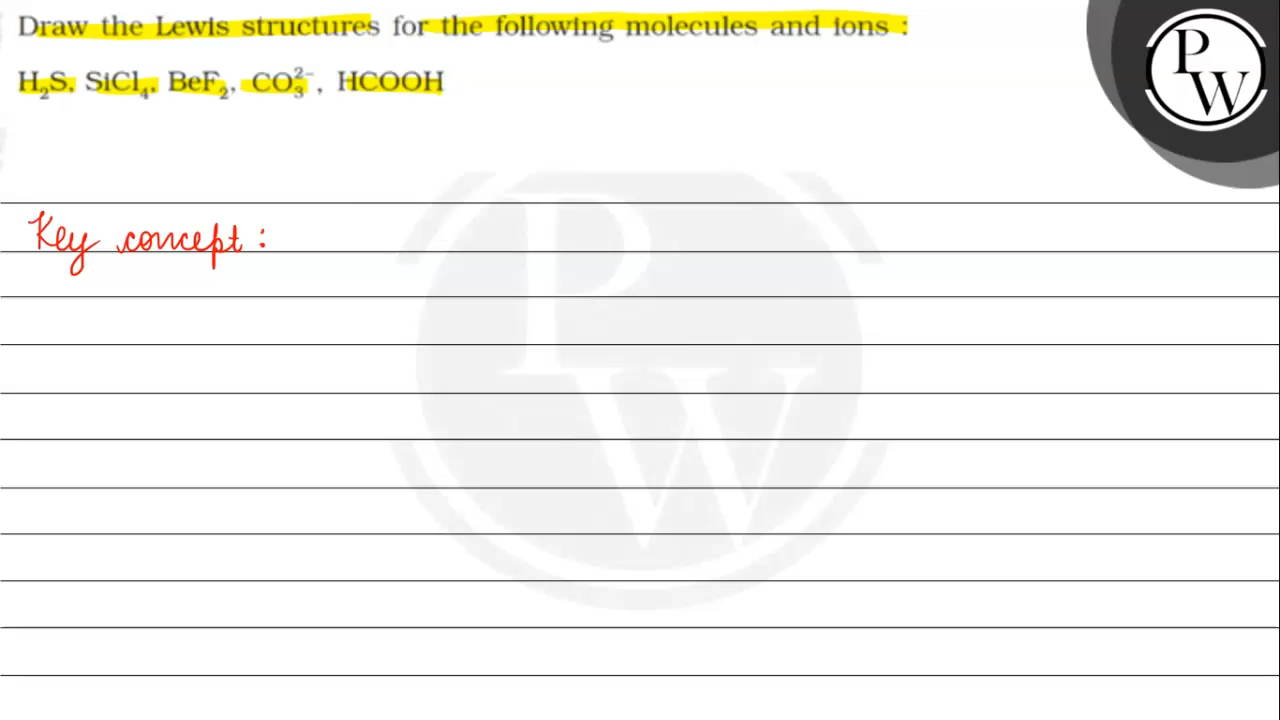 Draw the Lewis structures for the following molecules and ions :
H₂S, SiCl₄, BeF₂, CO₃²⁻, HCOOH
P
W
Key concept :
P
W